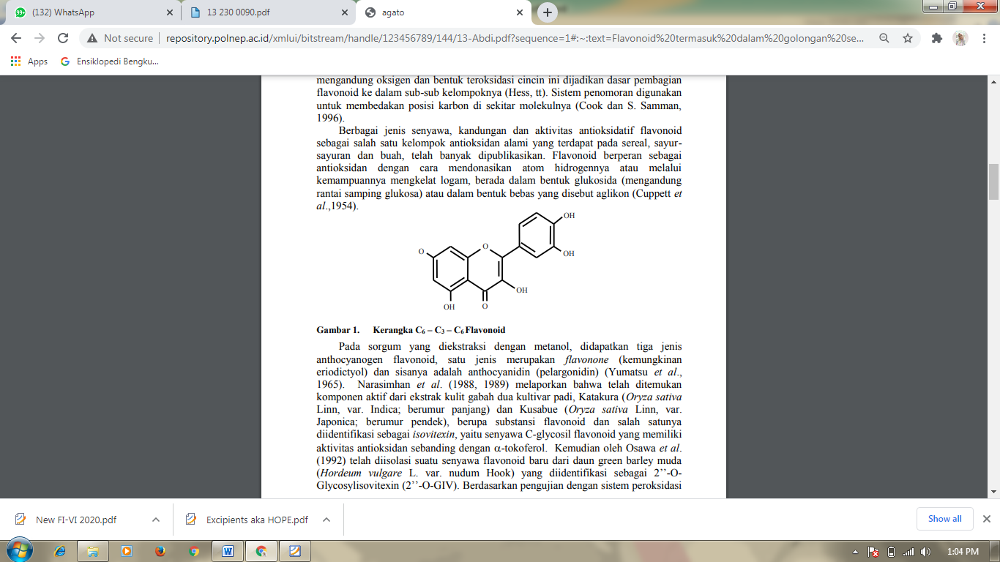 99+
(132) WhatsApp
13 230 0090.pdf
agato
Not secure
repository.polnep.ac.id/xmlui/bitstream/handle/123456789/144/13-Abdi.pdf?sequence=1#:~:text=Flavonoid%20termasuk%20dalam%20golongan%20se...
Apps
Ensiklopedi Bengku...
mengandung oksigen dan bentuk teroksidasi cincin ini dijadikan dasar pembagian
flavonoid ke dalam sub-sub kelompoknya (Hess, tt). Sistem penomoran digunakan
untuk membedakan posisi karbon di sekitar molekulnya (Cook dan S. Samman,
1996).
Berbagai jenis senyawa, kandungan dan aktivitas antioksidatif flavonoid
sebagai salah satu kelompok antioksidan alami yang terdapat pada sereal, sayur-
sayuran dan buah, telah banyak dipublikasikan. Flavonoid berperan sebagai
antioksidan dengan cara mendonasikan atom hidrogennya atau melalui
kemampuannya mengkelat logam, berada dalam bentuk glukosida (mengandung
rantai samping glukosa) atau dalam bentuk bebas yang disebut aglikon (Cuppett et
al.,1954).
OH
O
O
OH
OH
OH
O
Gambar 1. Kerangka C₆ – C₃ – C₆ Flavonoid
Pada sorgum yang diekstraksi dengan metanol, didapatkan tiga jenis
anthocyanogen flavonoid, satu jenis merupakan flavonone (kemungkinan
eriodictyol) dan sisanya adalah anthocyanidin (pelargonidin) (Yumatsu et al.,
1965). Narasimhan et al. (1988, 1989) melaporkan bahwa telah ditemukan
komponen aktif dari ekstrak kulit gabah dua kultivar padi, Katakura (Oryza sativa
Linn, var. Indica; berumur panjang) dan Kusabue (Oryza sativa Linn, var.
Japonica; berumur pendek), berupa substansi flavonoid dan salah satunya
diidentifikasi sebagai isovitexin, yaitu senyawa C-glycosil flavonoid yang memiliki
aktivitas antioksidan sebanding dengan α-tokoferol. Kemudian oleh Osawa et al.
(1992) telah diisolasi suatu senyawa flavonoid baru dari daun green barley muda
(Hordeum vulgare L. var. nudum Hook) yang diidentifikasi sebagai 2’’-O-
Glycosylisovitexin (2’’-O-GIV). Berdasarkan pengujian dengan sistem peroksidasi
New FI-VI 2020.pdf
Excipients aka HOPE.pdf
Show all
1:04 PM